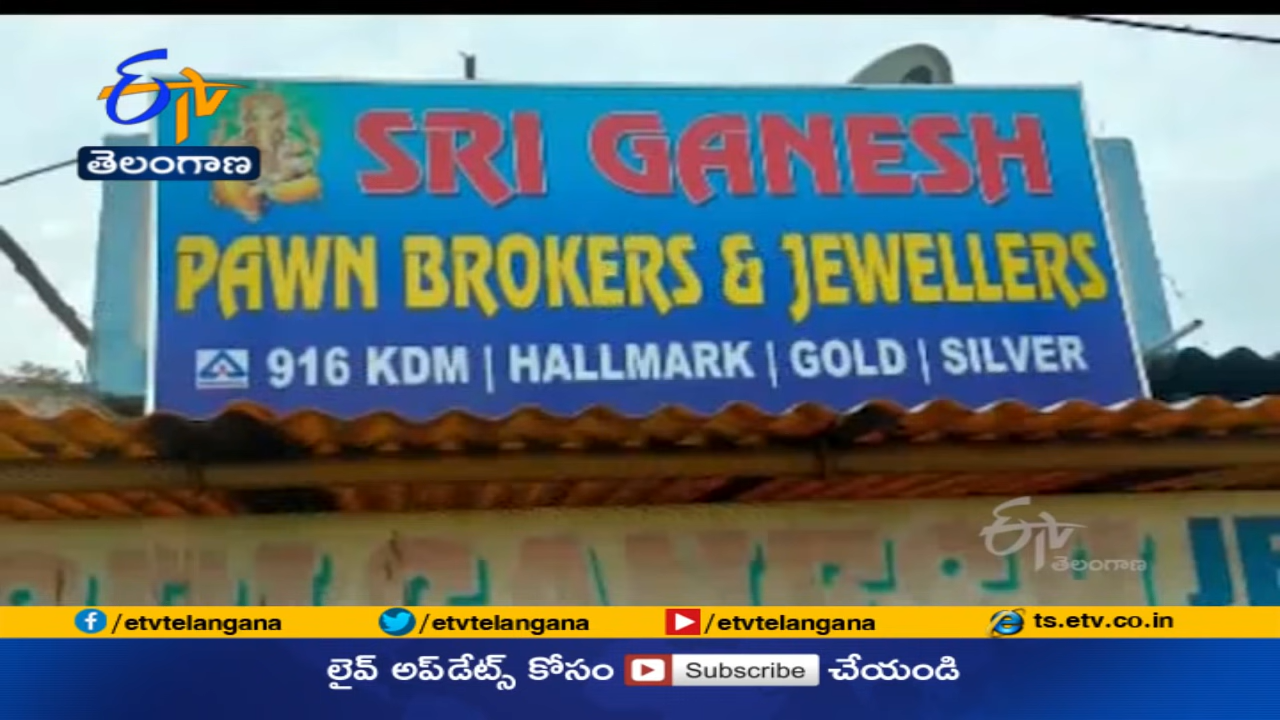 ETV
తెలంగాణ
SRI GANESH
PAWN BROKERS & JEWELLERS
916 KDM | HALLMARK | GOLD | SILVER
ETV
తెలంగాణ
JE
/etvtelangana /etvtelangana /etvtelangana ts.etv.co.in
లైవ్ అప్‌డేట్స్ కోసం Subscribe చేయండి